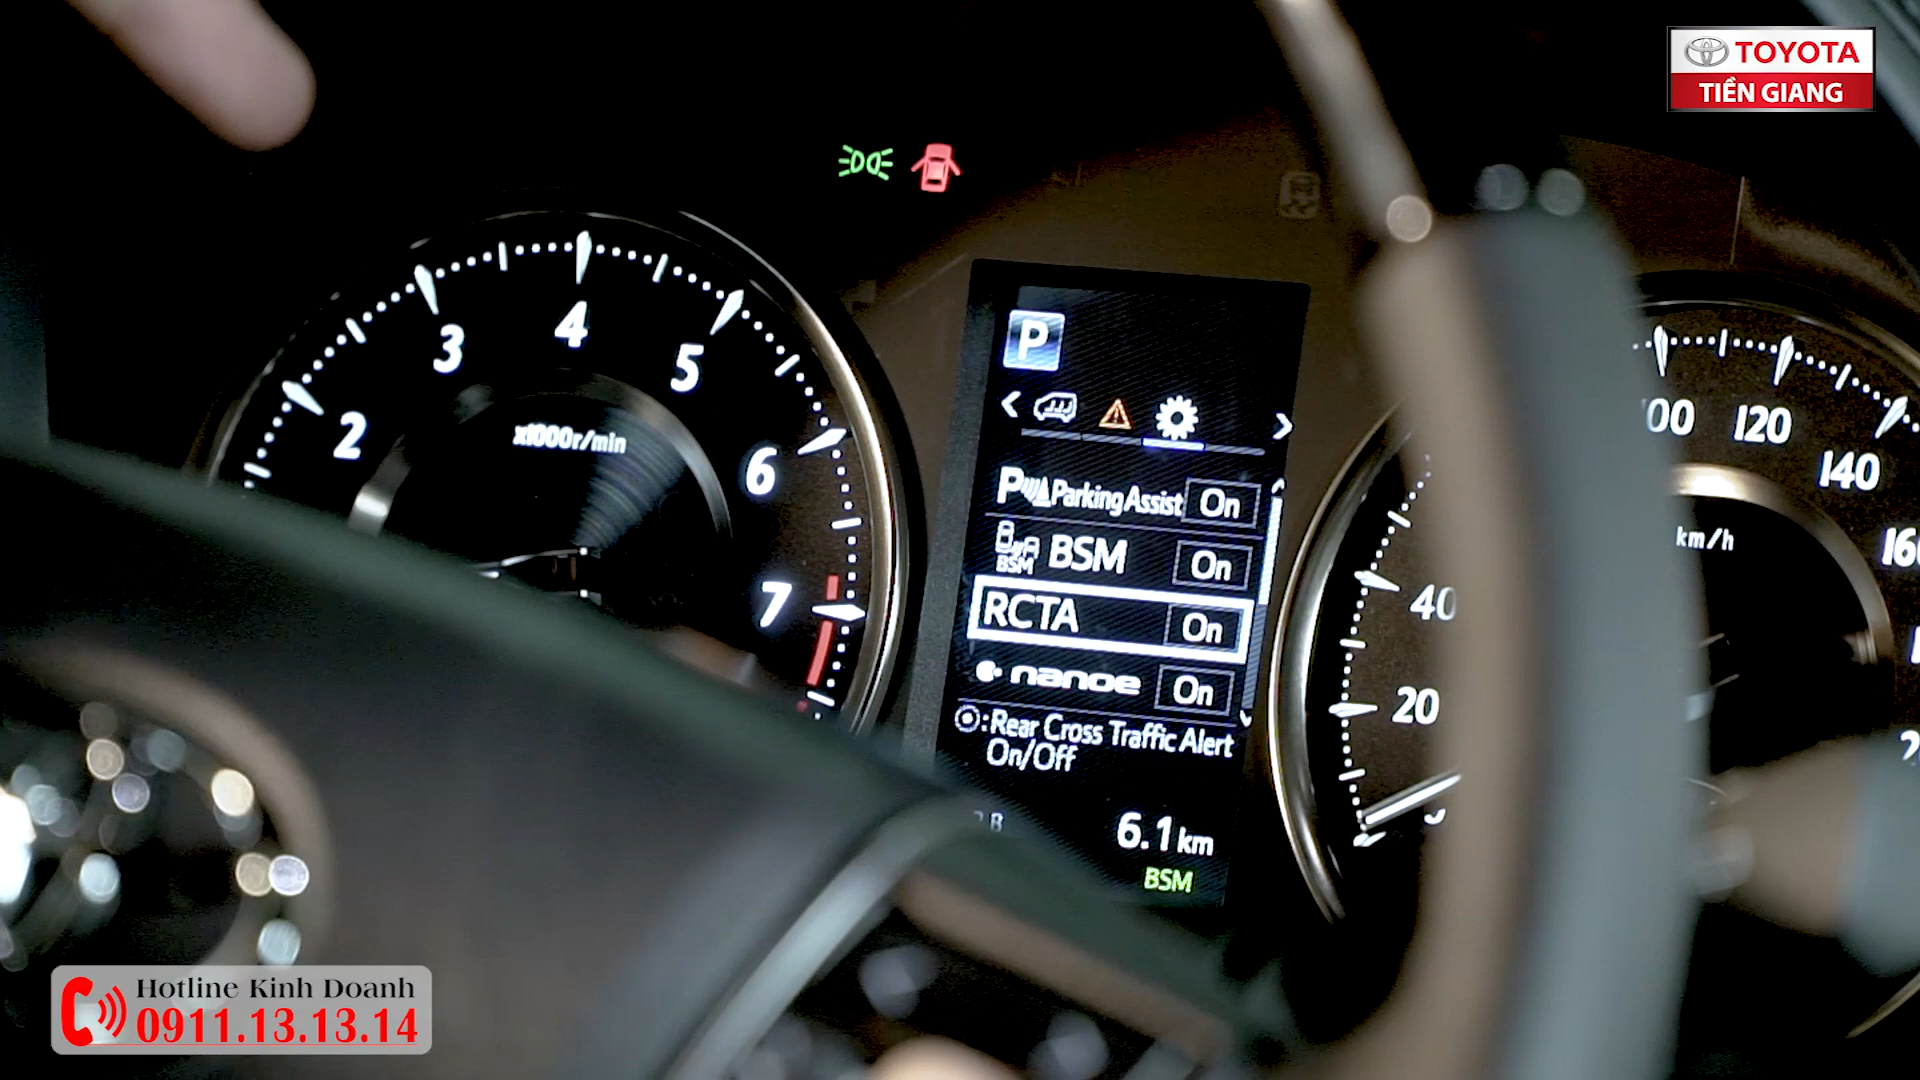 TOYOTA
TIỀN GIANG
2
3
4
5
6
7
x1000r/min
P
P Parking Assist On
BSM BSM On
RCTA On
nanoe On
: Rear Cross Traffic Alert
On/Off
6.1 km
BSM
20
40
120
140
km/h
Hotline Kinh Doanh
0911.13.13.14